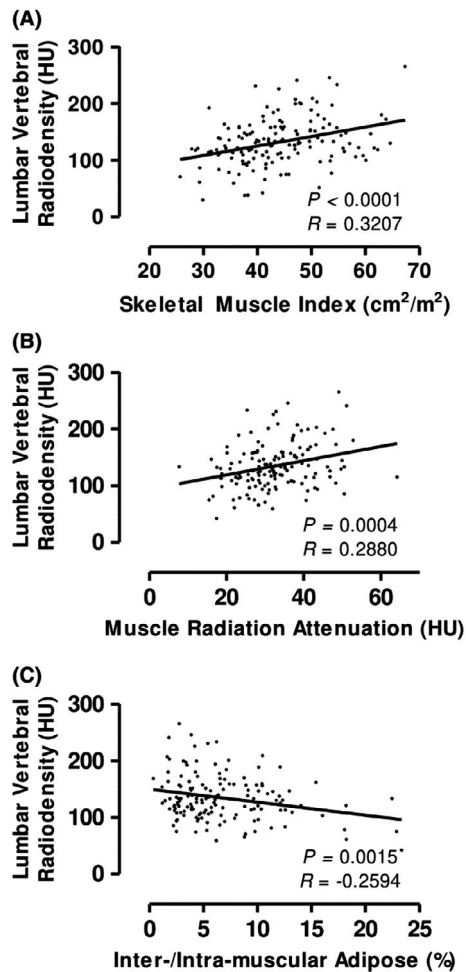 (A)
Lumbar Vertebral
Radiodensity (HU)
300
200
100
0
P < 0.0001
R = 0.3207
20 30 40 50 60 70
Skeletal Muscle Index (cm²/m²)
(B)
Lumbar Vertebral
Radiodensity (HU)
300
200
100
0
P = 0.0004
R = 0.2880
0 20 40 60
Muscle Radiation Attenuation (HU)
(C)
Lumbar Vertebral
Radiodensity (HU)
300
200
100
0
P = 0.0015
R = -0.2594
0 5 10 15 20 25
Inter-/Intra-muscular Adipose (%)